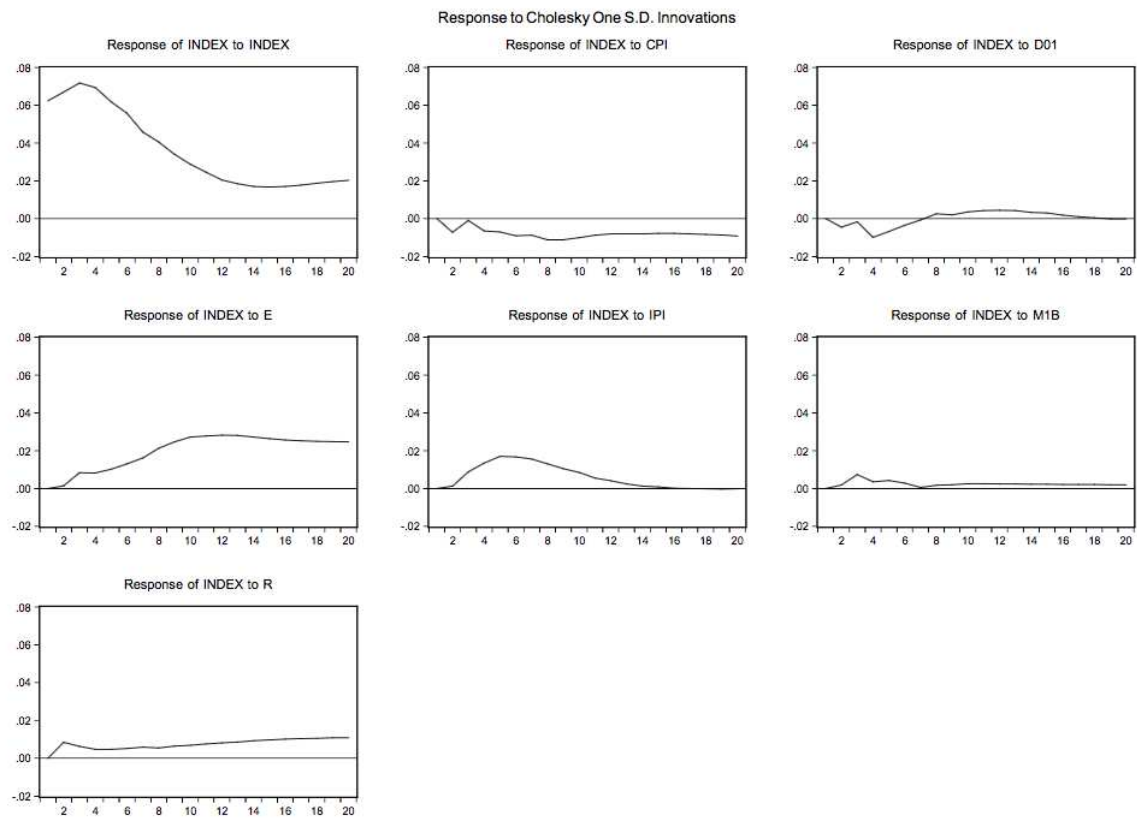 Response to Cholesky One S.D. Innovations
Response of INDEX to INDEX
.08
.06
.04
.02
.00
-.02
2 4 6 8 10 12 14 16 18 20
Response of INDEX to CPI
.08
.06
.04
.02
.00
-.02
2 4 6 8 10 12 14 16 18 20
Response of INDEX to D01
.08
.06
.04
.02
.00
-.02
2 4 6 8 10 12 14 16 18 20
Response of INDEX to E
.08
.06
.04
.02
.00
-.02
2 4 6 8 10 12 14 16 18 20
Response of INDEX to IPI
.08
.06
.04
.02
.00
-.02
2 4 6 8 10 12 14 16 18 20
Response of INDEX to M1B
.08
.06
.04
.02
.00
-.02
2 4 6 8 10 12 14 16 18 20
Response of INDEX to R
.08
.06
.04
.02
.00
-.02
2 4 6 8 10 12 14 16 18 20